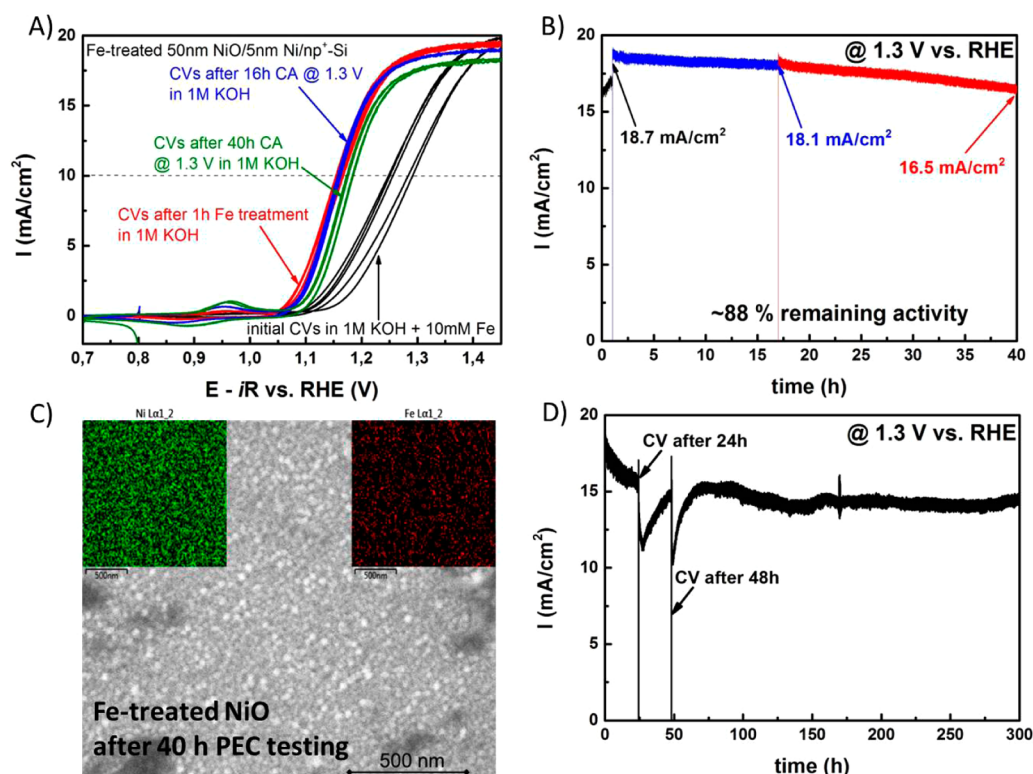 A)
Fe-treated 50nm NiO/5nm Ni/np⁺-Si
CVs after 16h CA @ 1.3 V
in 1M KOH
CVs after 40h CA
@ 1.3 V in 1M KOH
CVs after 1h Fe treatment
in 1M KOH
initial CVs in 1M KOH + 10mM Fe
I (mA/cm²)
20
15
10
5
0
0,7 0,8 0,9 1,0 1,1 1,2 1,3 1,4
E - iR vs. RHE (V)
B)
@ 1.3 V vs. RHE
18.7 mA/cm²
18.1 mA/cm²
16.5 mA/cm²
~88 % remaining activity
I (mA/cm²)
20
15
10
5
0
0 5 10 15 20 25 30 35 40
time (h)
C)
Ni Lα1_2
500nm
Fe Lα1_2
500nm
Fe-treated NiO
after 40 h PEC testing
500 nm
D)
@ 1.3 V vs. RHE
CV after 24h
CV after 48h
I (mA/cm²)
20
15
10
5
0
0 50 100 150 200 250 300
time (h)